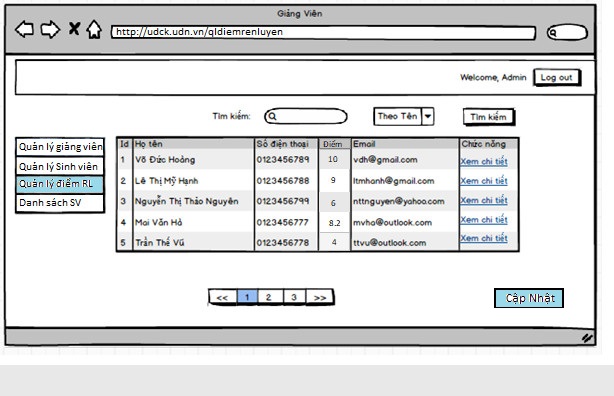 Giảng Viên
http://udck.udn.vn/qldiemrenluyen
Welcome, Admin Log out
Tìm kiếm: Theo Tên Tìm kiếm
Quản lý giảng viên
Quản lý Sinh viên
Quản lý điểm RL
Danh sách SV
Id Họ tên Số điện thoại Điểm Email Chức năng
1 Võ Đức Hoàng 0123456789 10 vdh@gmail.com Xem chi tiết
2 Lê Thị Mỹ Hạnh 0123456788 9 ltmhanh@gmail.com Xem chi tiết
3 Nguyễn Thị Thảo Nguyên 0123456799 6 nttnguyen@yahoo.com Xem chi tiết
4 Mai Văn Hà 0123456777 8.2 mvha@outlook.com Xem chi tiết
5 Trần Thế Vũ 0123456778 4 ttvu@outlook.com Xem chi tiết
<< 1 2 3 >>
Cập Nhật